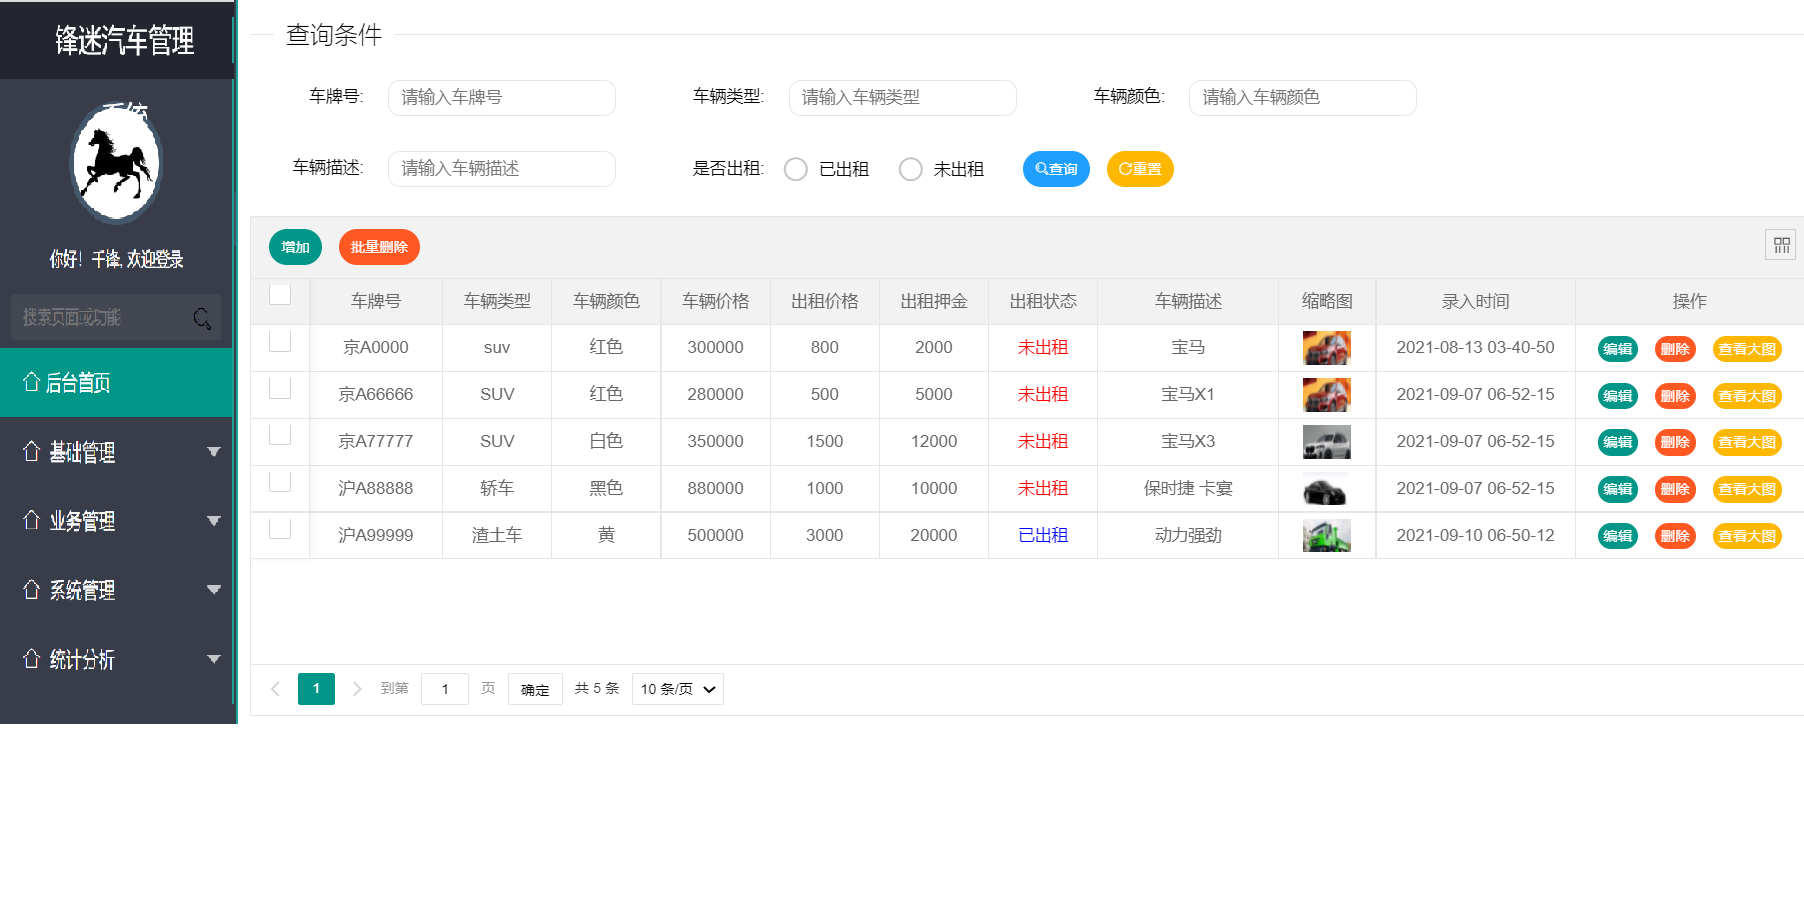 锋迷汽车管理
系统
你好！千锋, 欢迎登录
搜索页面或功能
后台首页
基础管理
业务管理
系统管理
统计分析
查询条件
车牌号: 请输入车牌号 车辆类型: 请输入车辆类型 车辆颜色: 请输入车辆颜色
车辆描述: 请输入车辆描述 是否出租: 已出租 未出租 查询 重置
增加 批量删除
车牌号 车辆类型 车辆颜色 车辆价格 出租价格 出租押金 出租状态 车辆描述 缩略图 录入时间 操作
京A0000 suv 红色 300000 800 2000 未出租 宝马 2021-08-13 03-40-50 编辑 删除 查看大图
京A66666 SUV 红色 280000 500 5000 未出租 宝马X1 2021-09-07 06-52-15 编辑 删除 查看大图
京A77777 SUV 白色 350000 1500 12000 未出租 宝马X3 2021-09-07 06-52-15 编辑 删除 查看大图
沪A88888 轿车 黑色 880000 1000 10000 未出租 保时捷 卡宴 2021-09-07 06-52-15 编辑 删除 查看大图
沪A99999 渣土车 黄 500000 3000 20000 已出租 动力强劲 2021-09-10 06-50-12 编辑 删除 查看大图
1 到第 1 页 确定 共 5 条 10 条/页